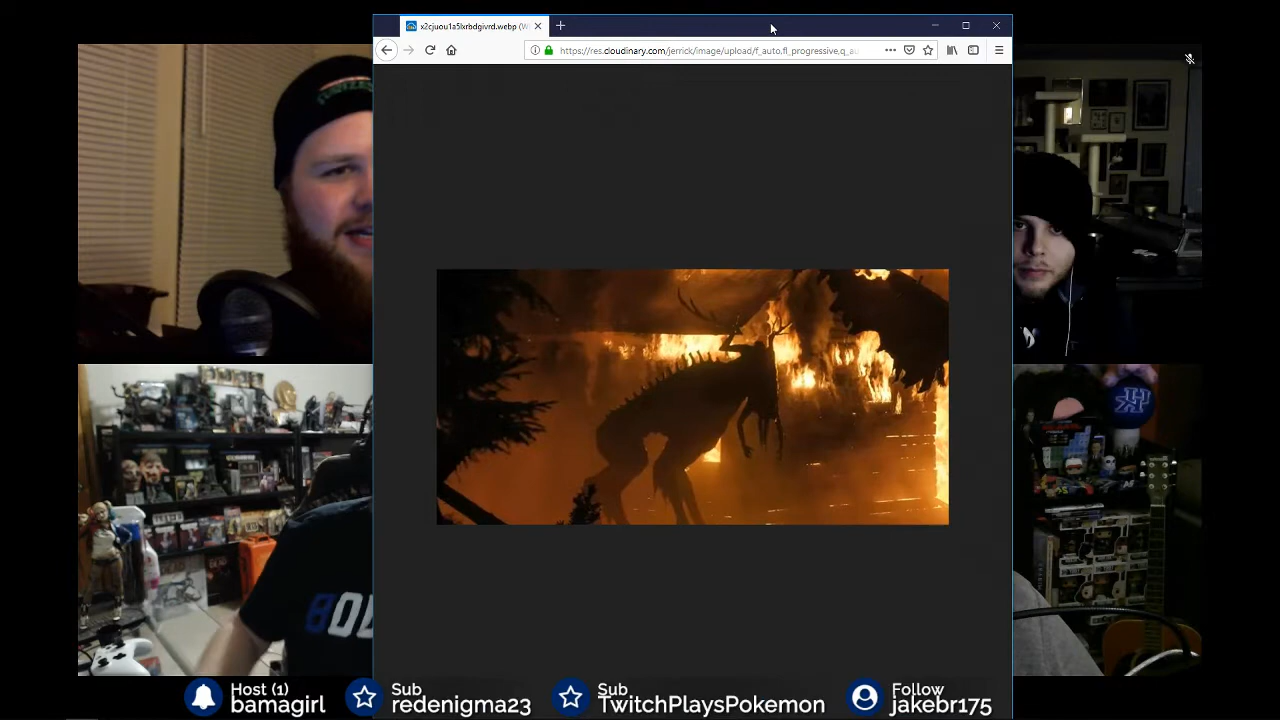 x2cjuou1a5lxrbdgivrd.webp (W
https://res.cloudinary.com/jerrick/image/upload/f_auto,fl_progressive,q_au
BOU
Host (1)
bamagirl
Sub
redenigma23
Sub
TwitchPlaysPokemon
Follow
jakebr175